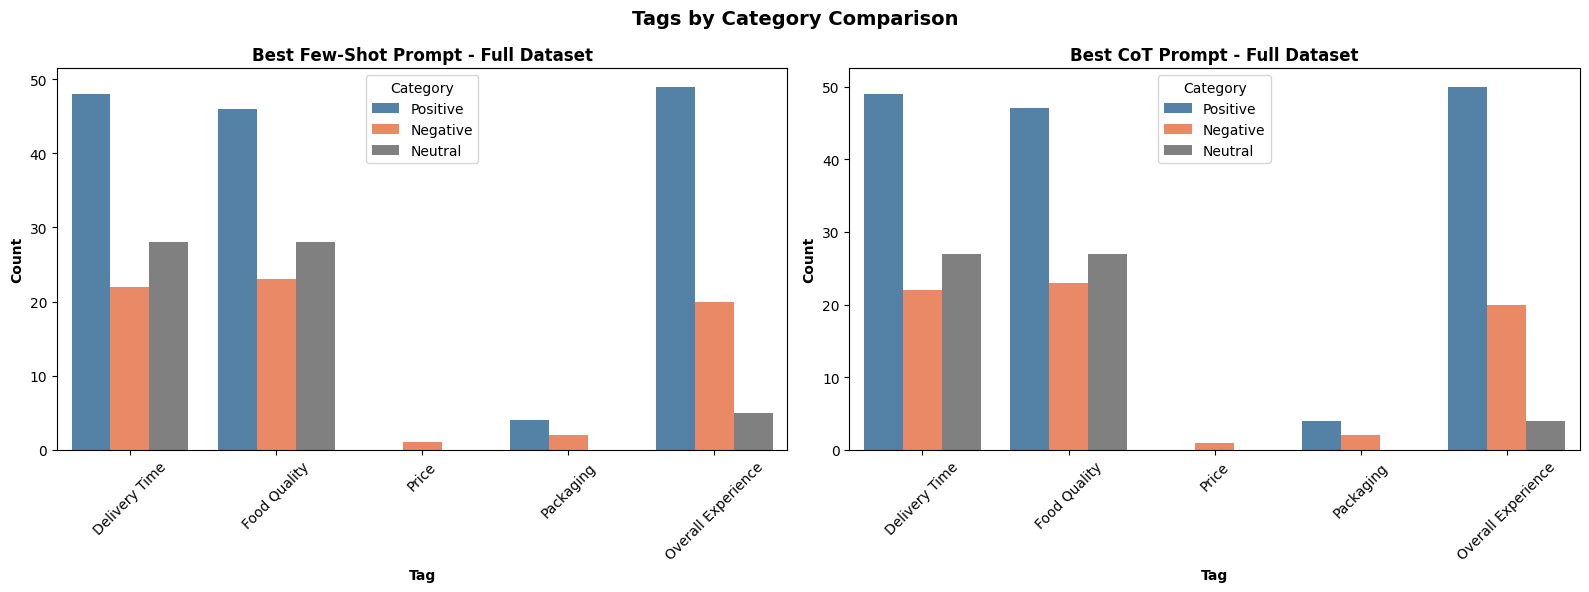 Tags by Category Comparison
Best Few-Shot Prompt - Full Dataset
Category
Positive
Negative
Neutral
Count
50
40
30
20
10
0
Delivery Time
Food Quality
Price
Packaging
Overall Experience
Tag
Best CoT Prompt - Full Dataset
Category
Positive
Negative
Neutral
Count
50
40
30
20
10
0
Delivery Time
Food Quality
Price
Packaging
Overall Experience
Tag